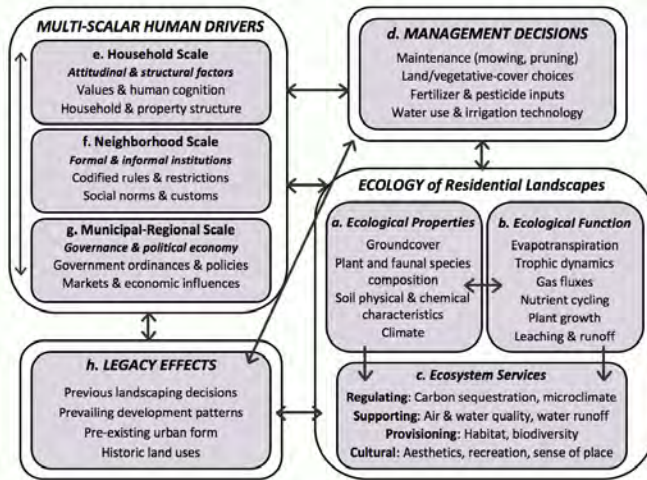 MULTI-SCALAR HUMAN DRIVERS
e. Household Scale
Attitudinal & structural factors
Values & human cognition
Household & property structure
f. Neighborhood Scale
Formal & informal institutions
Codified rules & restrictions
Social norms & customs
g. Municipal-Regional Scale
Governance & political economy
Government ordinances & policies
Markets & economic influences
d. MANAGEMENT DECISIONS
Maintenance (mowing, pruning)
Land/vegetative-cover choices
Fertilizer & pesticide inputs
Water use & irrigation technology
ECOLOGY of Residential Landscapes
a. Ecological Properties
Groundcover
Plant and faunal species
composition
Soil physical & chemical
characteristics
Climate
b. Ecological Function
Evapotranspiration
Trophic dynamics
Gas fluxes
Nutrient cycling
Plant growth
Leaching & runoff
c. Ecosystem Services
Regulating: Carbon sequestration, microclimate
Supporting: Air & water quality, water runoff
Provisioning: Habitat, biodiversity
Cultural: Aesthetics, recreation, sense of place
h. LEGACY EFFECTS
Previous landscaping decisions
Prevailing development patterns
Pre-existing urban form
Historic land uses